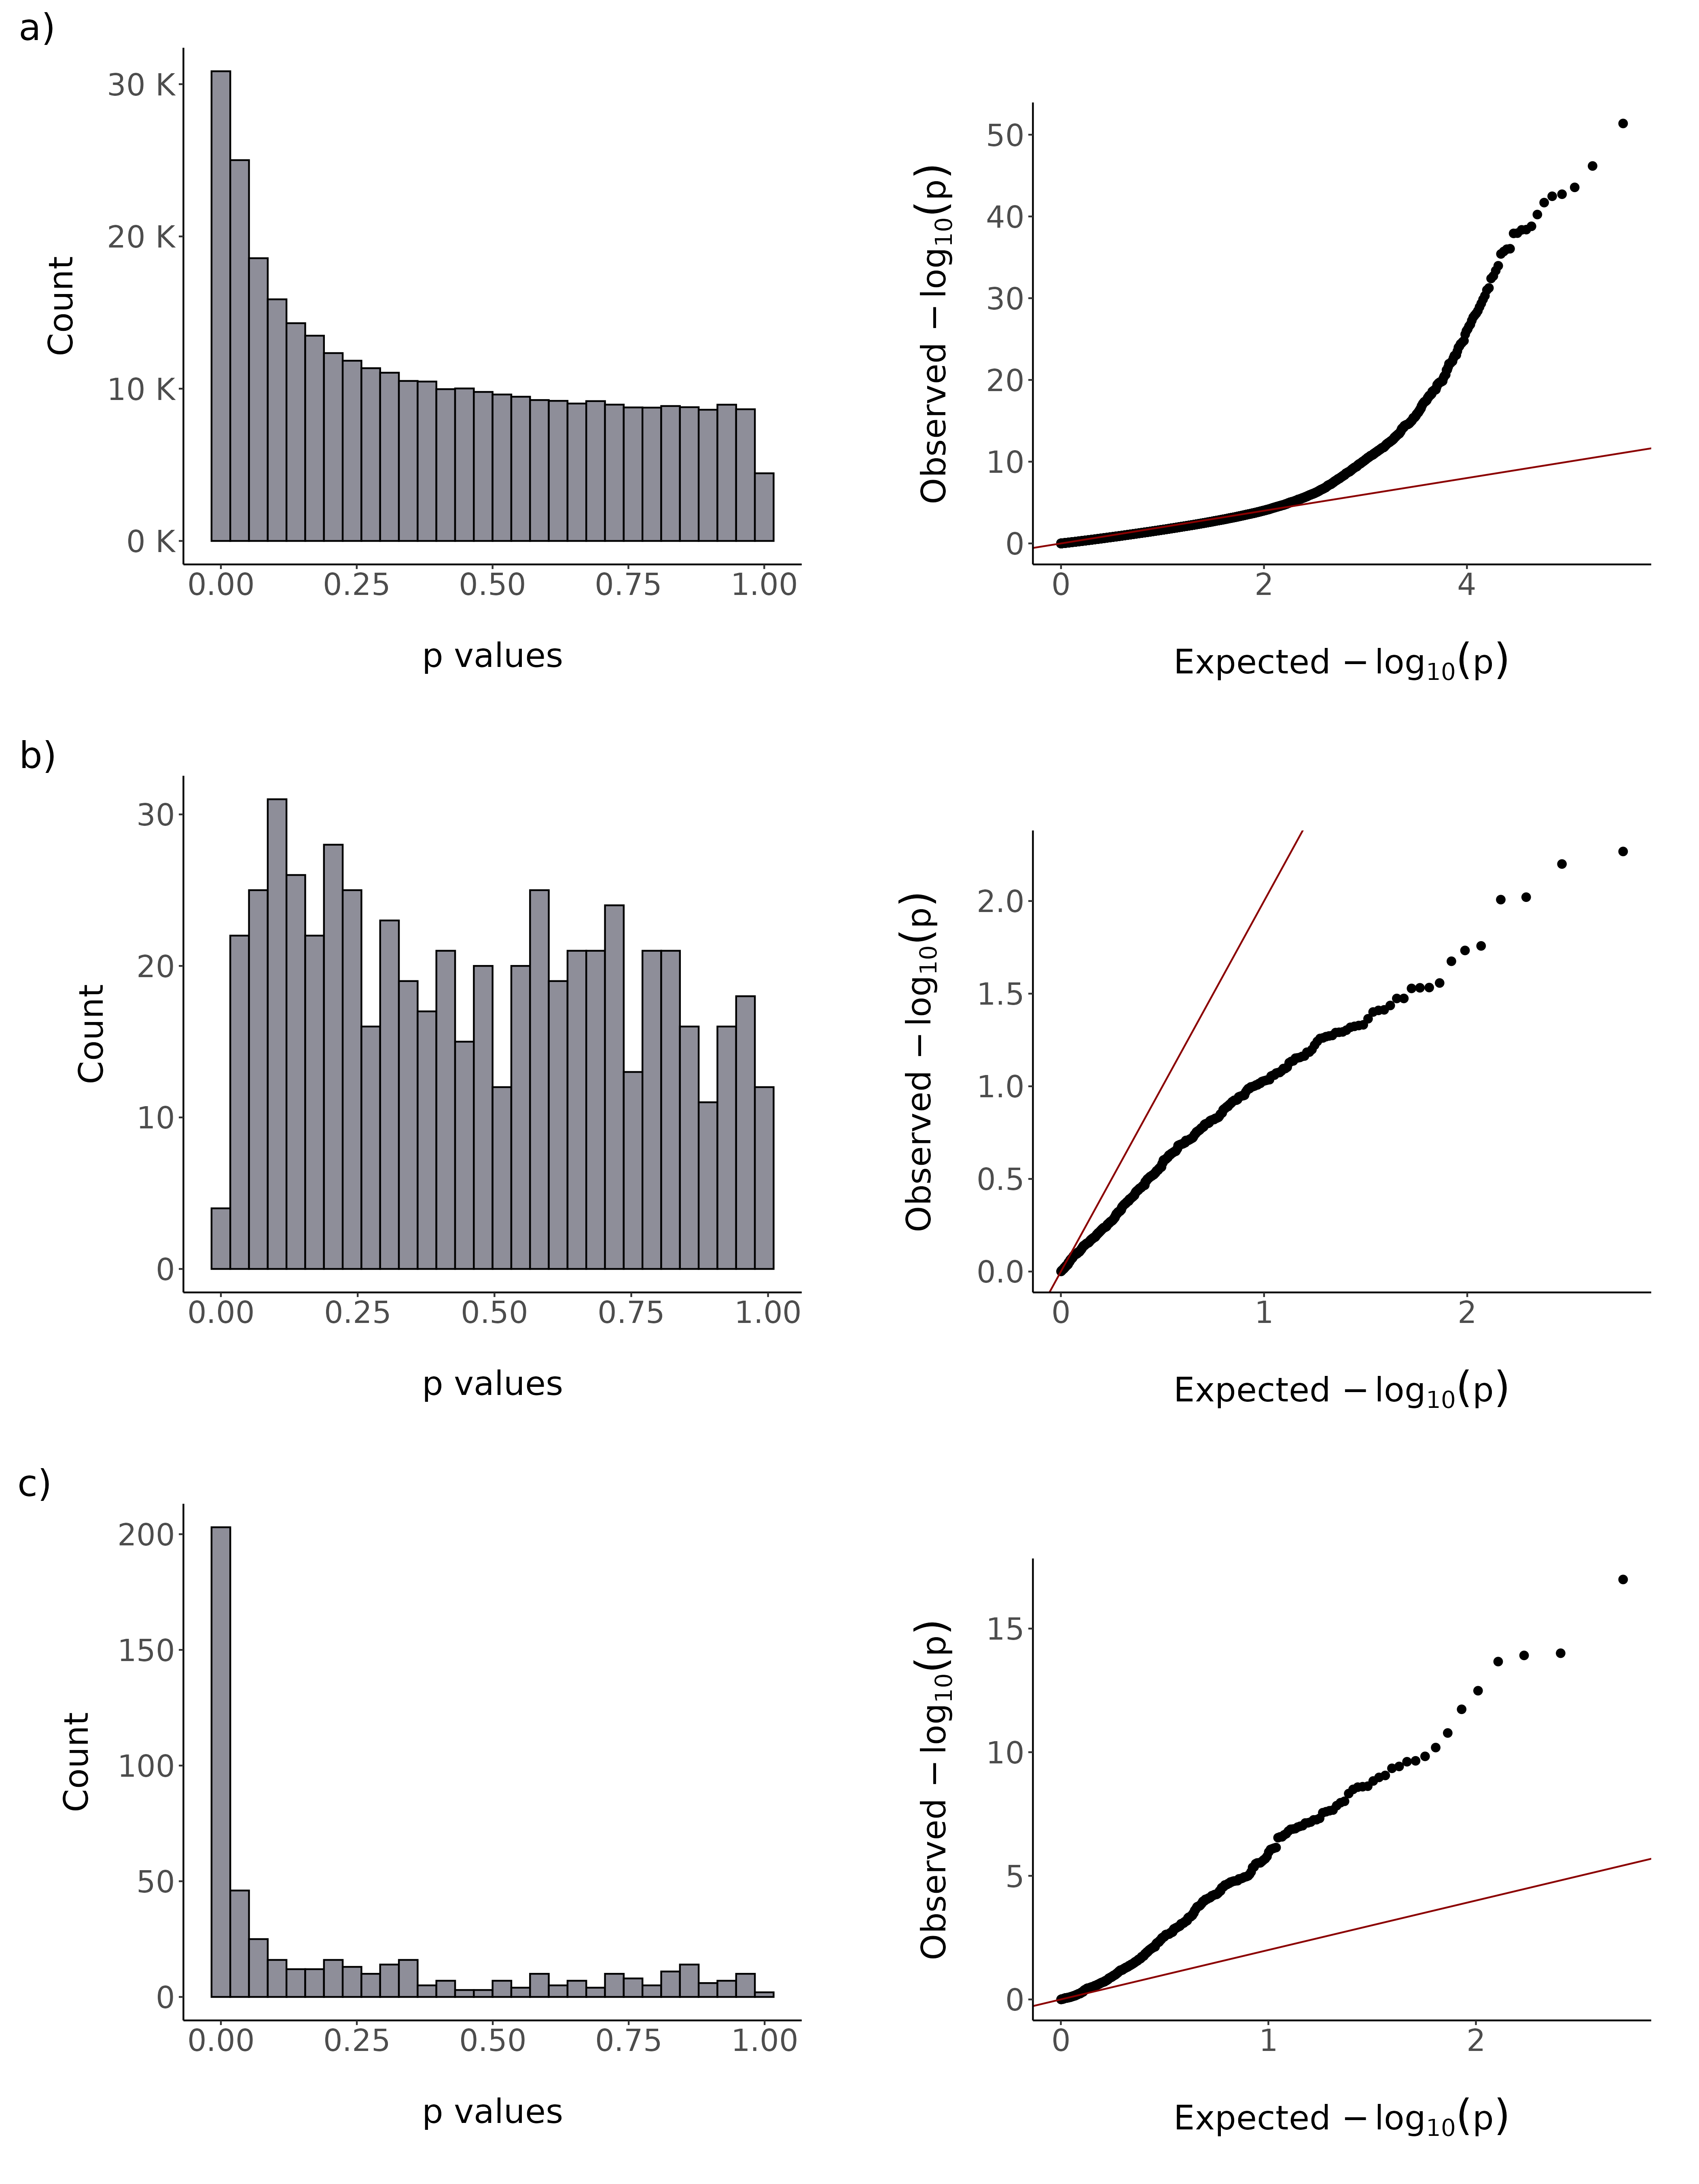 a)
Count
30 K
20 K
10 K
0 K
0.00 0.25 0.50 0.75 1.00
p values
Observed −log10(p)
50
40
30
20
10
0
0 2 4
Expected −log10(p)
b)
Count
30
20
10
0
0.00 0.25 0.50 0.75 1.00
p values
Observed −log10(p)
2.0
1.5
1.0
0.5
0.0
0 1 2
Expected −log10(p)
c)
Count
200
150
100
50
0
0.00 0.25 0.50 0.75 1.00
p values
Observed −log10(p)
15
10
5
0
0 1 2
Expected −log10(p)